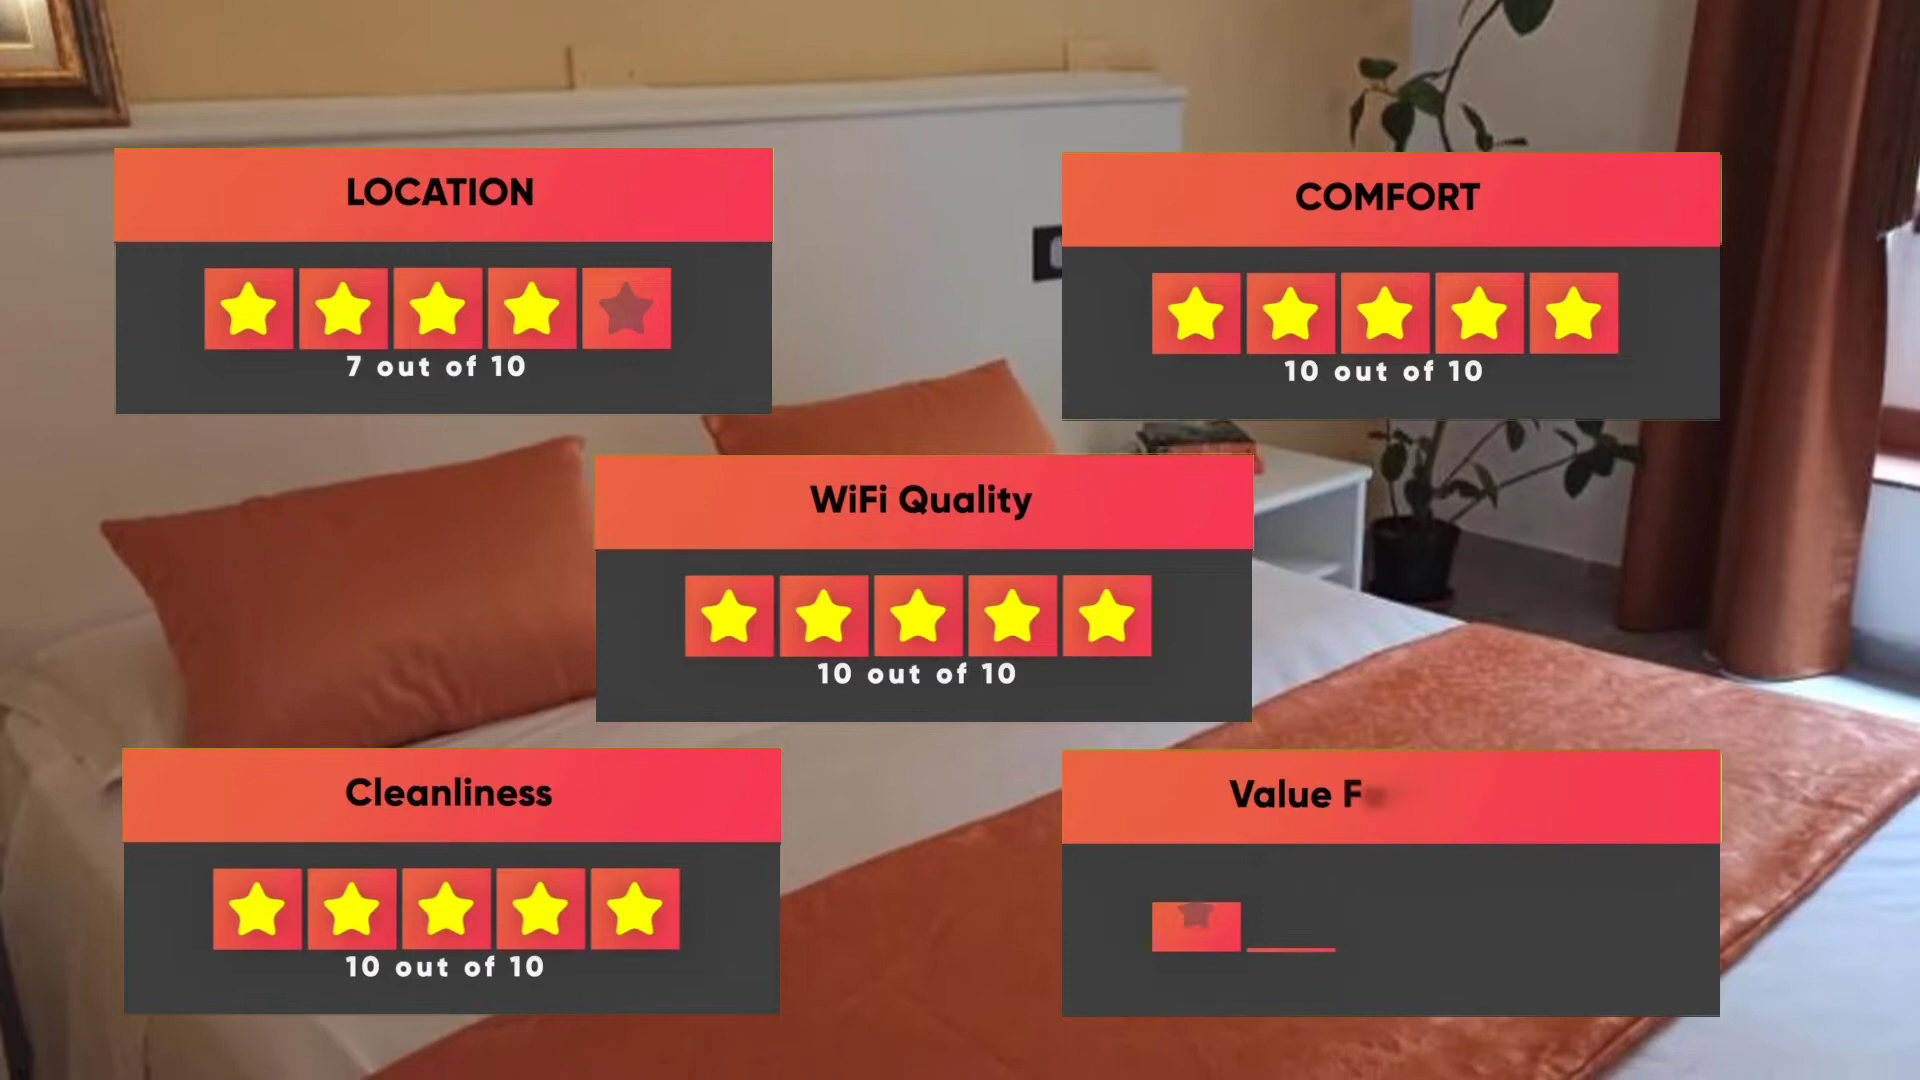 LOCATION
7 out of 10
COMFORT
10 out of 10
WiFi Quality
10 out of 10
Cleanliness
10 out of 10
Value F